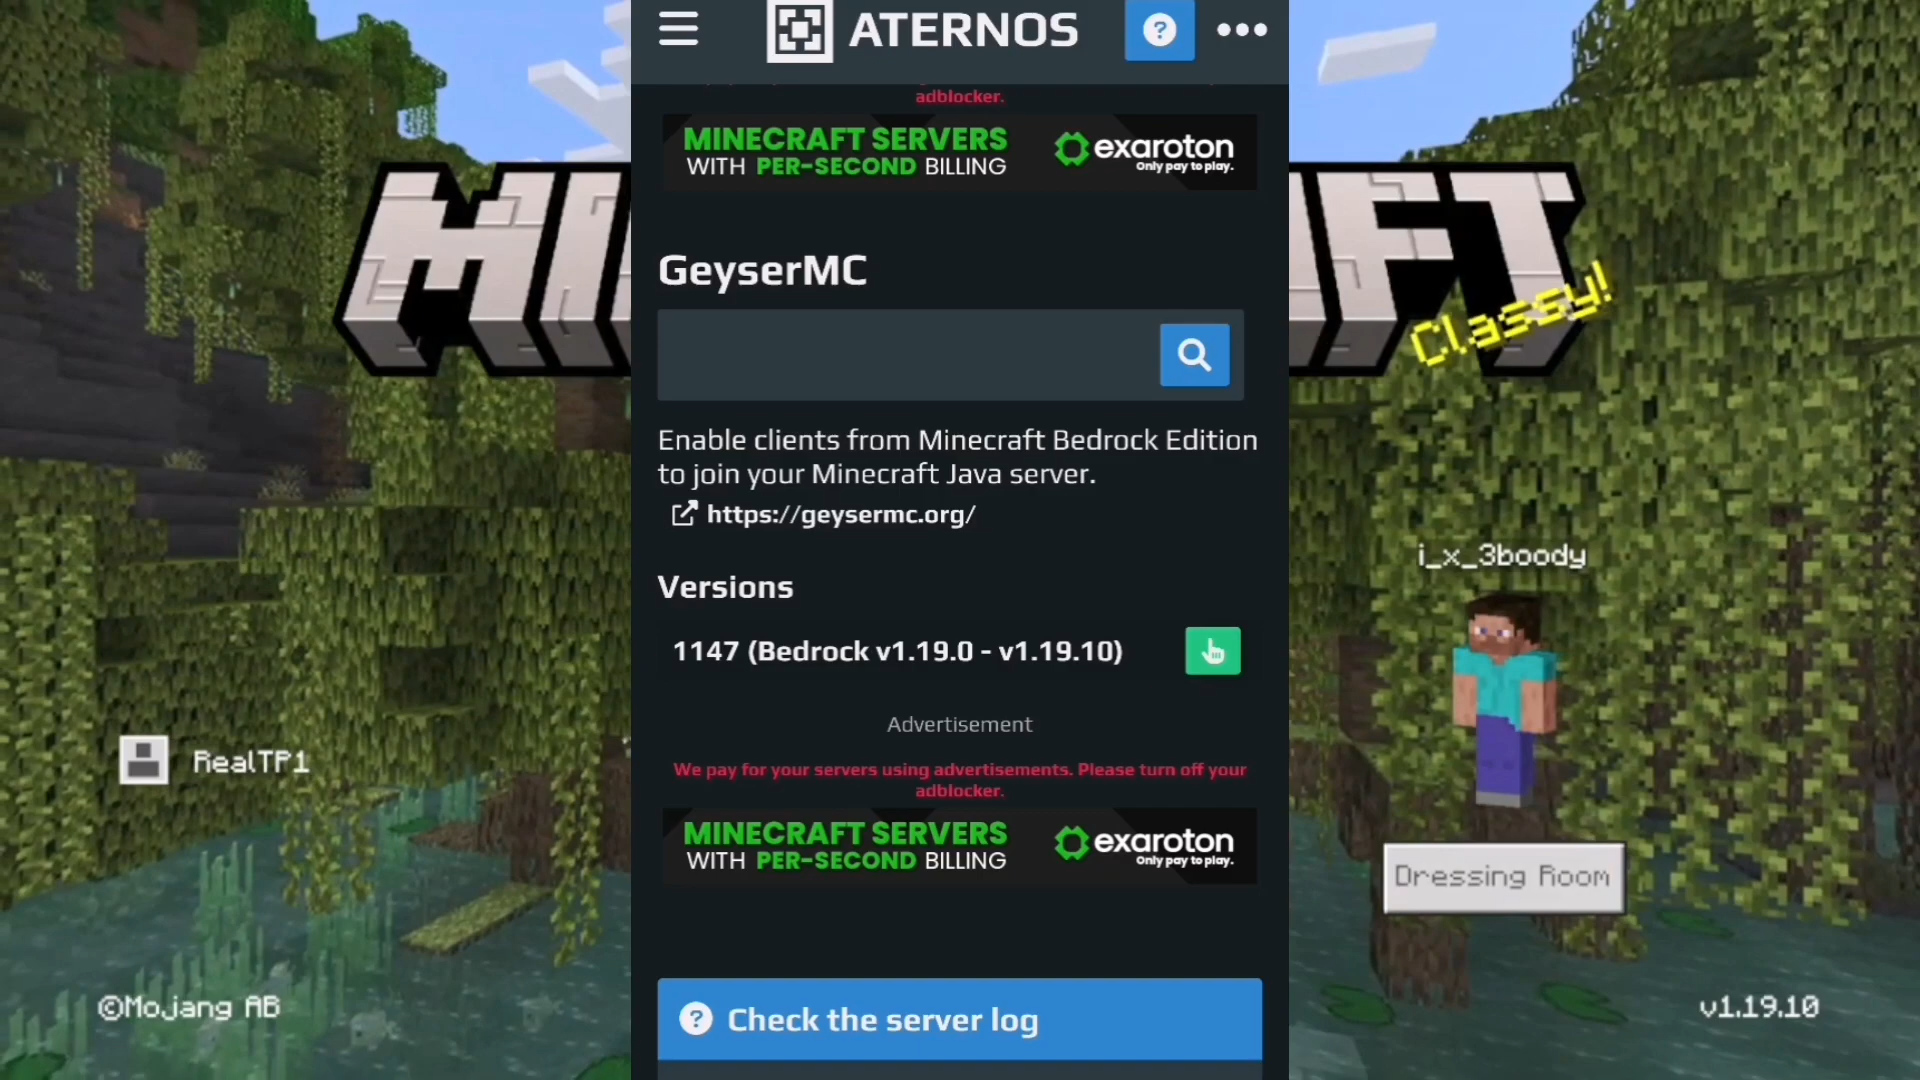 ATERNOS
adblocker.
MINECRAFT SERVERS
WITH PER-SECOND BILLING
exaroton
Only pay to play.
GeyserMC
Enable clients from Minecraft Bedrock Edition
to join your Minecraft Java server.
https://geysermc.org/
Versions
1147 (Bedrock v1.19.0 - v1.19.10)
Advertisement
We pay for your servers using advertisements. Please turn off your
adblocker.
MINECRAFT SERVERS
WITH PER-SECOND BILLING
exaroton
Only pay to play.
Check the server log
Classy!
i_x_3boody
RealTP1
Dressing Room
©Mojang AB
v1.19.10